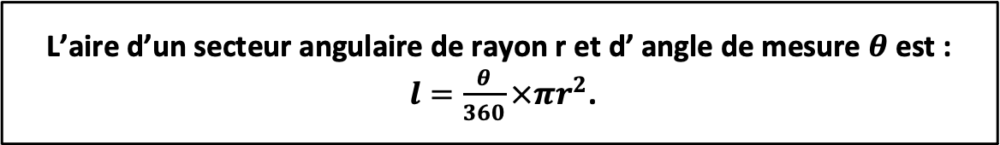 L’aire d’un secteur angulaire de rayon r et d’ angle de mesure 𝜽 est :
𝒍 = 𝜽/𝟑𝟔𝟎 ×𝝅𝒓².